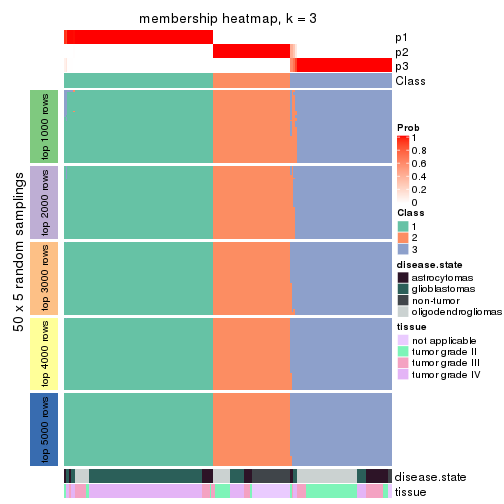 membership heatmap, k = 3
p1
p2
p3
Class
50 x 5 random samplings
top 1000 rows
top 2000 rows
top 3000 rows
top 4000 rows
top 5000 rows
disease.state
tissue
Prob
1
0.8
0.6
0.4
0.2
0
Class
1
2
3
disease.state
astrocytomas
glioblastomas
non-tumor
oligodendrogliomas
tissue
not applicable
tumor grade II
tumor grade III
tumor grade IV